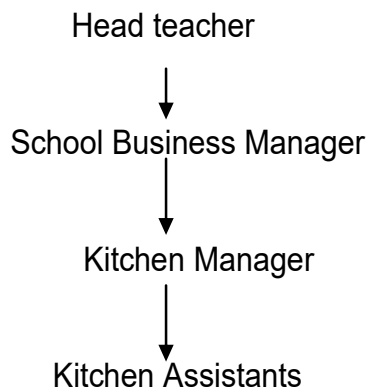 Head teacher
School Business Manager
Kitchen Manager
Kitchen Assistants